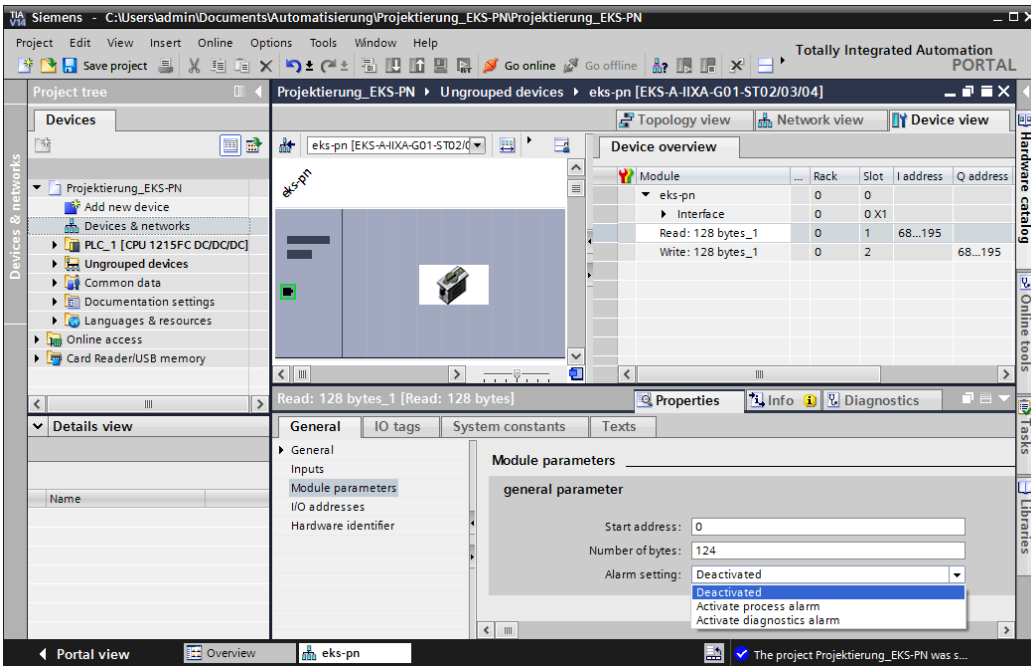 TIA V14 Siemens - C:\Users\admin\Documents\Automatisierung\Projektierung_EKS-PN\Projektierung_EKS-PN
Project Edit View Insert Online Options Tools Window Help
Totally Integrated Automation
PORTAL
Save project Go online Go offline
Project tree
Devices
Projektierung_EKS-PN
Add new device
Devices & networks
PLC_1 [CPU 1215FC DC/DC/DC]
Ungrouped devices
Common data
Documentation settings
Languages & resources
Online access
Card Reader/USB memory
Details view
Name
Devices & networks
Projektierung_EKS-PN Ungrouped devices eks-pn [EKS-A-IIXA-G01-ST02/03/04]
Topology view Network view Device view
eks-pn [EKS-A-IIXA-G01-ST02/0
eks-pn
Device overview
Module ... Rack Slot I address Q address
eks-pn 0 0
Interface 0 0 X1
Read: 128 bytes_1 0 1 68...195
Write: 128 bytes_1 0 2 68...195
Read: 128 bytes_1 [Read: 128 bytes]
Properties Info Diagnostics
General IO tags System constants Texts
General
Inputs
Module parameters
I/O addresses
Hardware identifier
Module parameters
general parameter
Start address: 0
Number of bytes: 124
Alarm setting: Deactivated
Deactivated
Activate process alarm
Activate diagnostics alarm
Hardware catalog
Online tools
Tasks
Libraries
Portal view Overview eks-pn
The project Projektierung_EKS-PN was s...